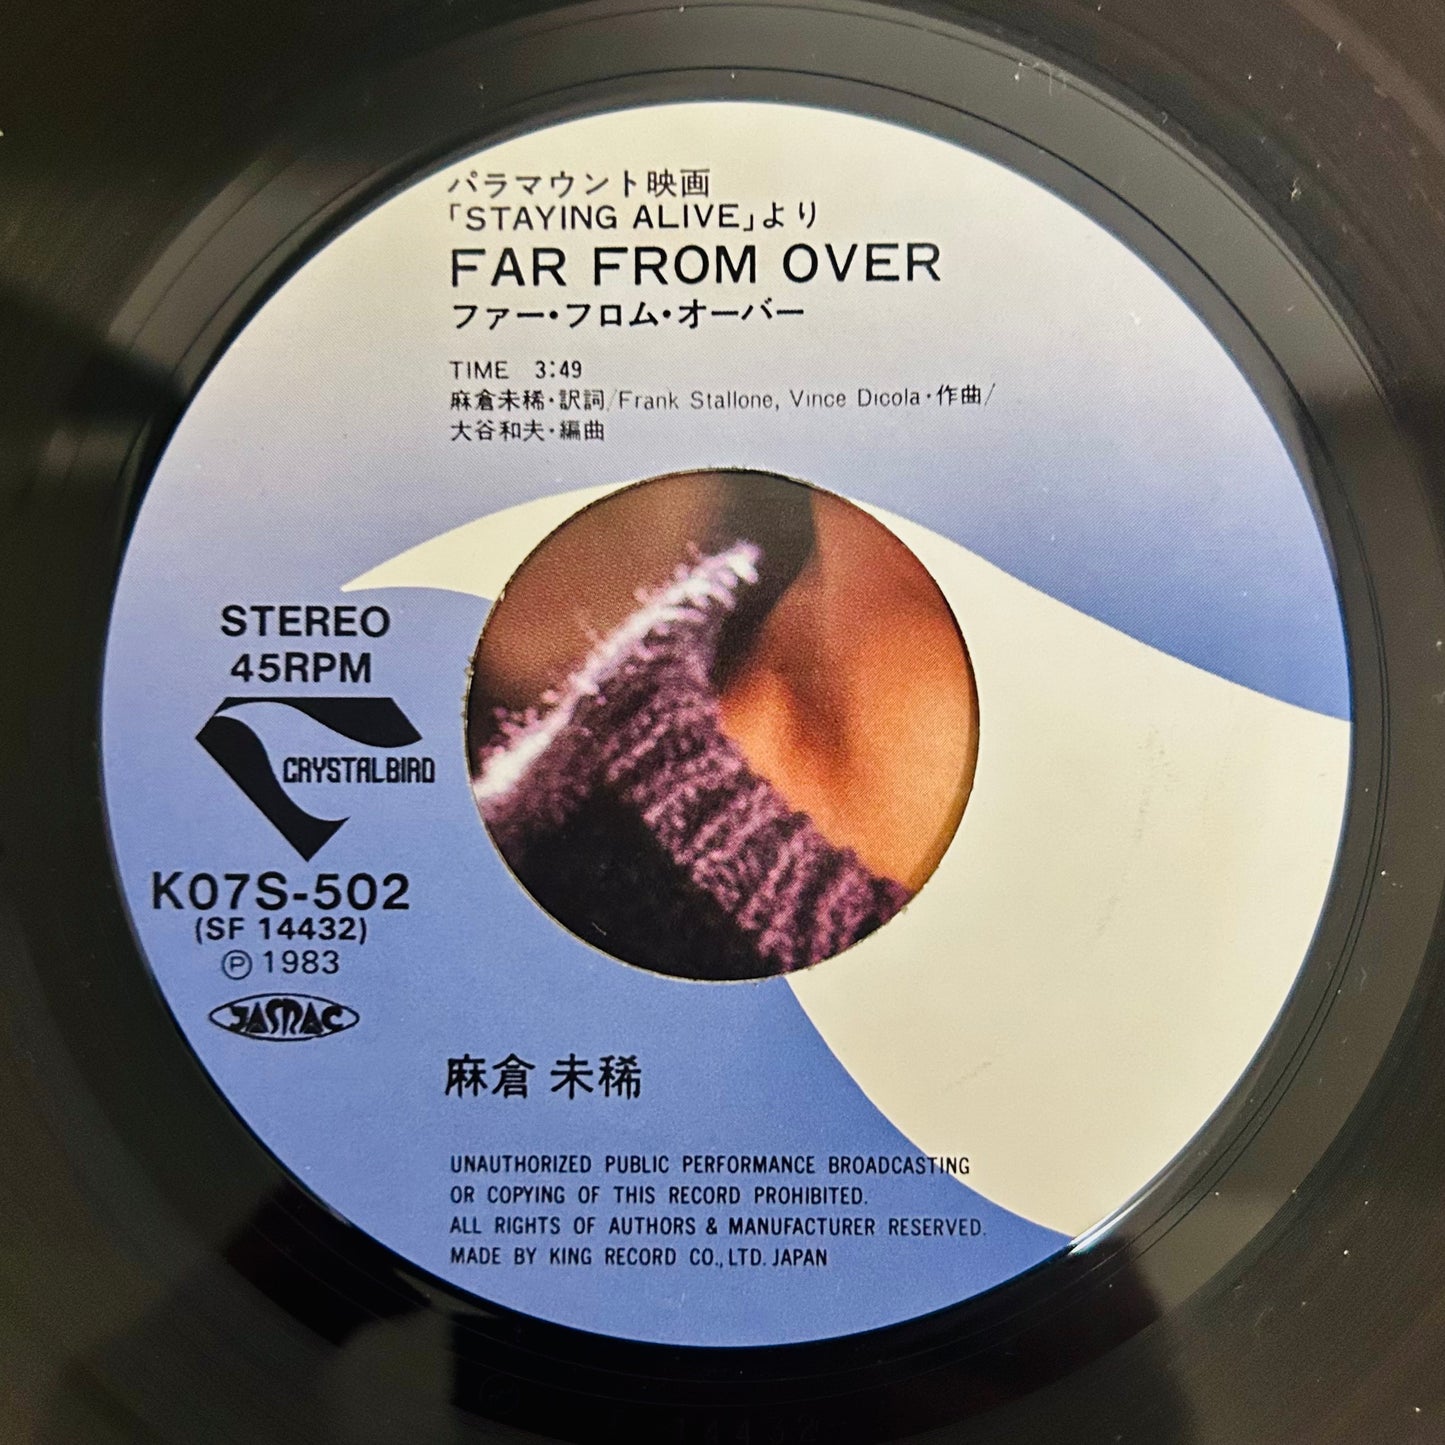 パラマウント映画
「STAYING ALIVE」より
FAR FROM OVER
ファー・フロム・オーバー
TIME 3:49
麻倉未稀・訳詞/Frank Stallone, Vince Dicola・作曲/
大谷和夫・編曲
STEREO
45RPM
CRYSTAL BIRD
K07S-502
(SF 14432)
Ⓟ 1983
JASMAC
麻倉 未稀
UNAUTHORIZED PUBLIC PERFORMANCE BROADCASTING
OR COPYING OF THIS RECORD PROHIBITED.
ALL RIGHTS OF AUTHORS & MANUFACTURER RESERVED.
MADE BY KING RECORD CO., LTD. JAPAN